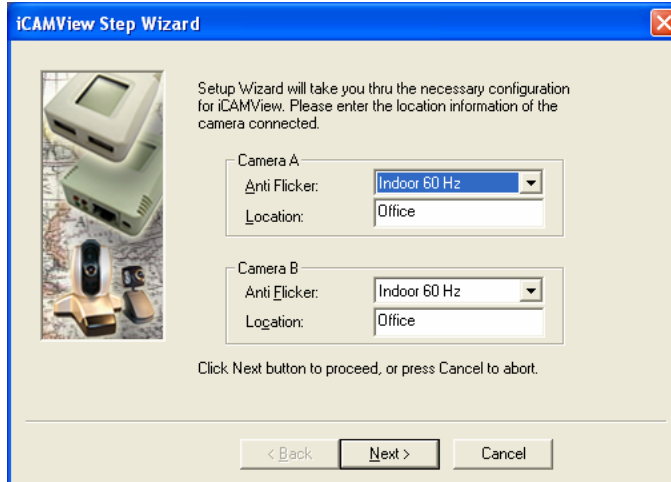 iCAMView Step Wizard
Setup Wizard will take you thru the necessary configuration
for iCAMView. Please enter the location information of the
camera connected.
Camera A
Anti Flicker: Indoor 60 Hz
Location: Office
Camera B
Anti Flicker: Indoor 60 Hz
Location: Office
Click Next button to proceed, or press Cancel to abort.
< Back Next > Cancel